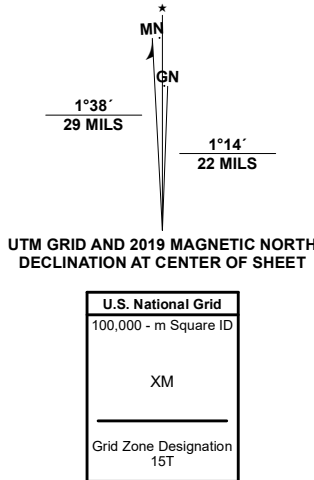 MN
GN
1°38´
29 MILS
1°14´
22 MILS
UTM GRID AND 2019 MAGNETIC NORTH
DECLINATION AT CENTER OF SHEET
U.S. National Grid
100,000 - m Square ID
XM
Grid Zone Designation
15T